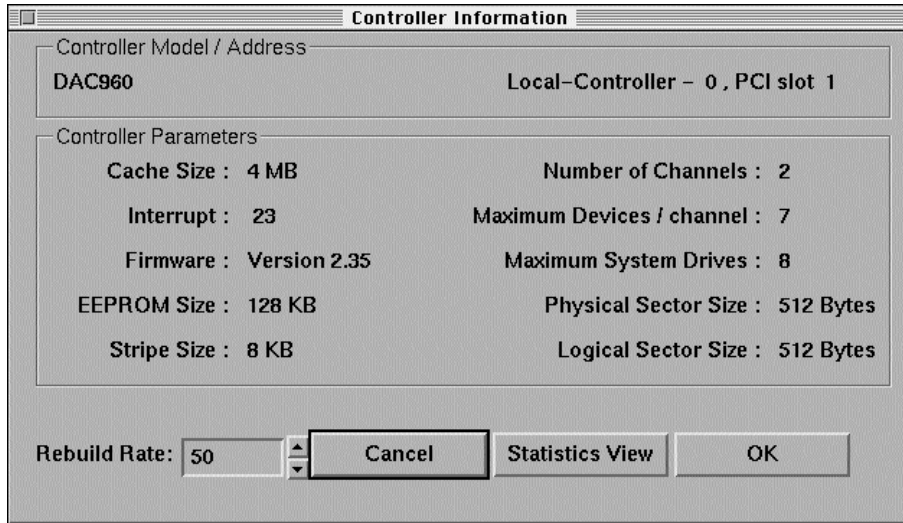 Controller Information
Controller Model / Address
DAC960 Local-Controller - 0 , PCI slot 1
Controller Parameters
Cache Size : 4 MB Number of Channels : 2
Interrupt : 23 Maximum Devices / channel : 7
Firmware : Version 2.35 Maximum System Drives : 8
EEPROM Size : 128 KB Physical Sector Size : 512 Bytes
Stripe Size : 8 KB Logical Sector Size : 512 Bytes
Rebuild Rate: 50 Cancel Statistics View OK